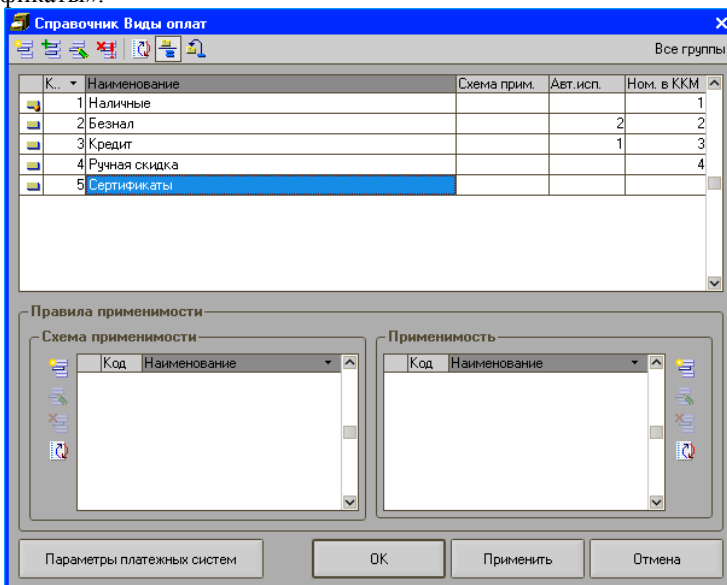 фикаты».
Справочник Виды оплат
Все группы
К.. Наименование Схема прим. Авт.исп. Ном. в ККМ
1 Наличные 1
2 Безнал 2 2
3 Кредит 1 3
4 Ручная скидка 4
5 Сертификаты
Правила применимости
Схема применимости Применимость
Код Наименование Код Наименование
Параметры платежных систем OK Применить Отмена